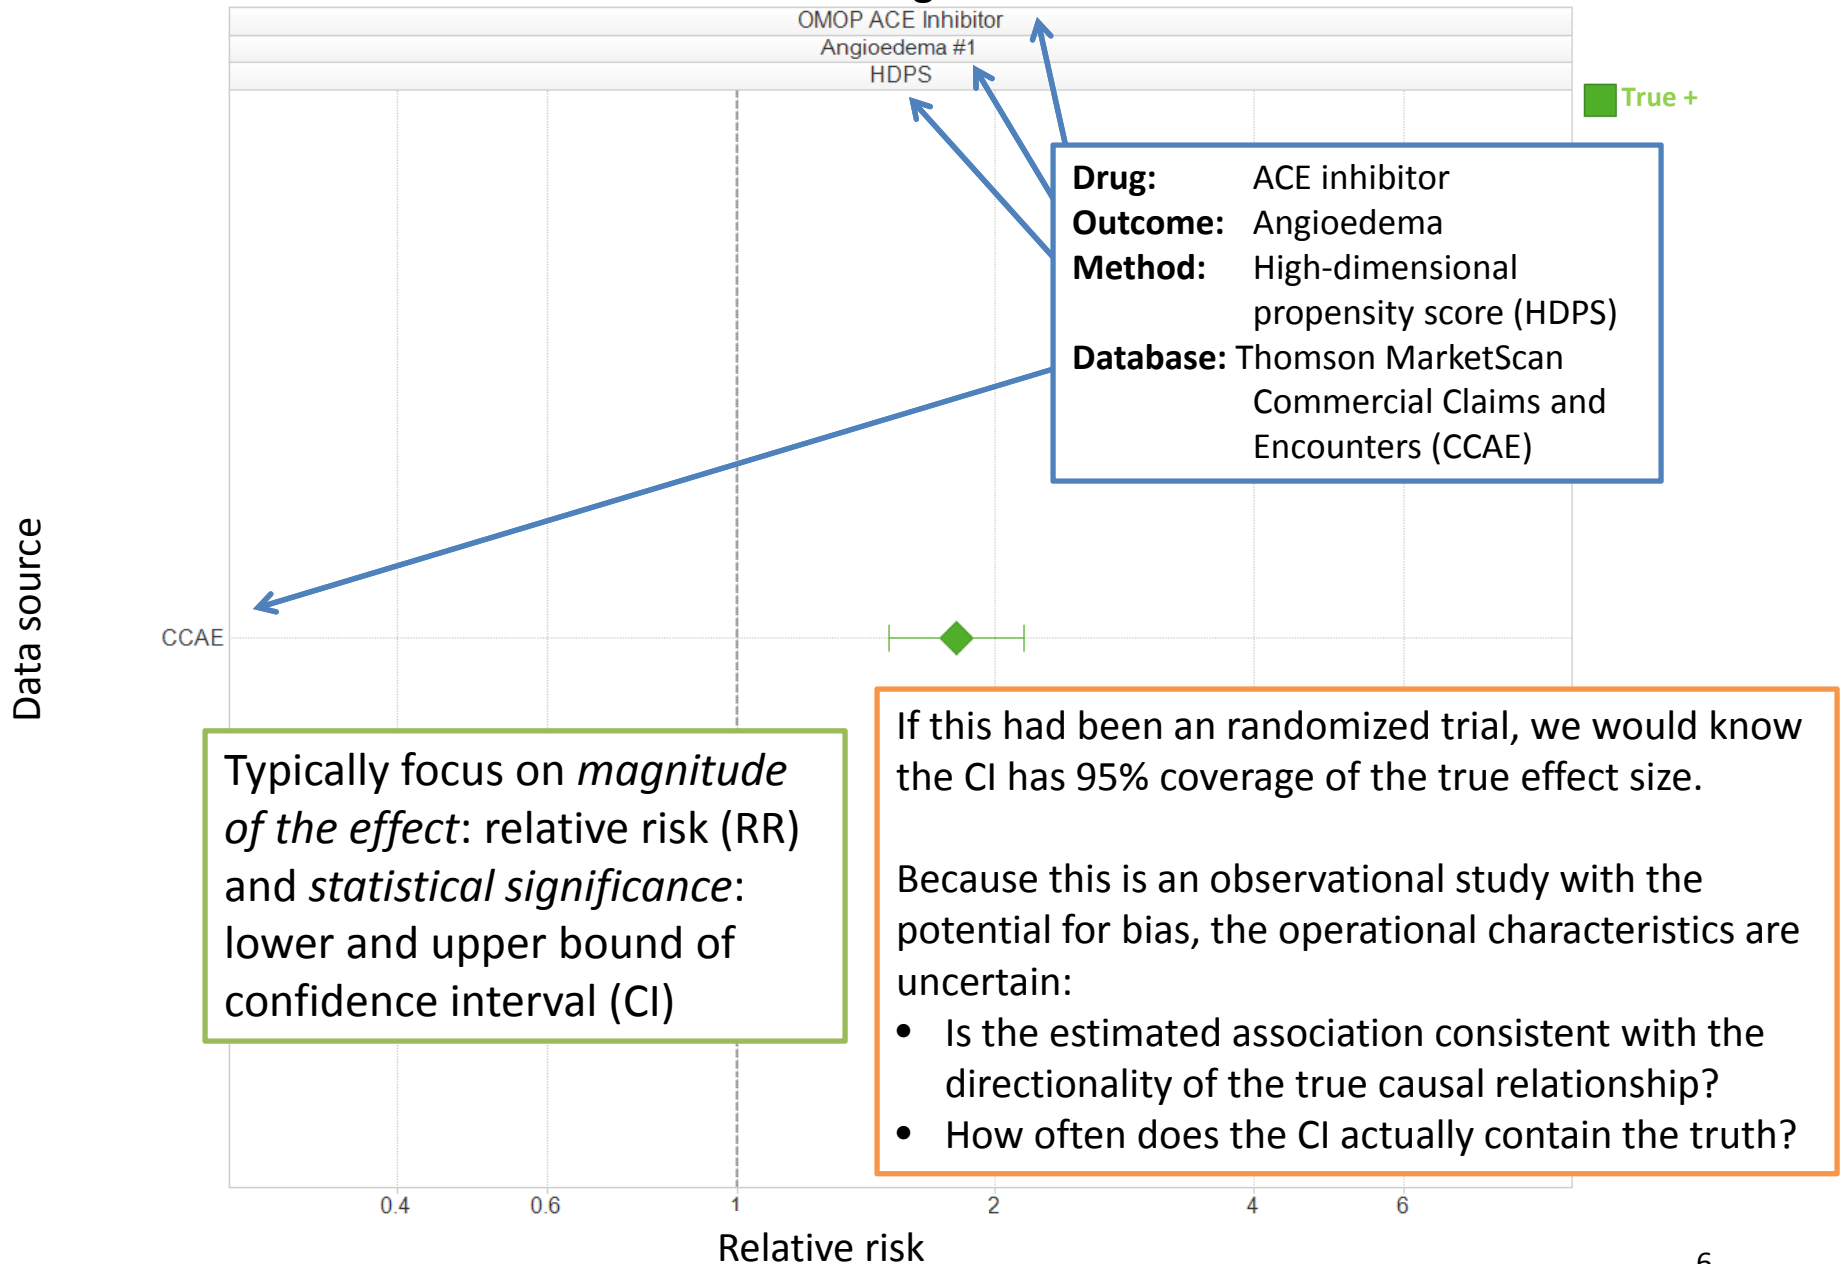 OMOP ACE Inhibitor
Angioedema #1
HDPS
True +
Drug: ACE inhibitor
Outcome: Angioedema
Method: High-dimensional
propensity score (HDPS)
Database: Thomson MarketScan
Commercial Claims and
Encounters (CCAE)
Data source
CCAE
Typically focus on magnitude
of the effect: relative risk (RR)
and statistical significance:
lower and upper bound of
confidence interval (CI)
If this had been an randomized trial, we would know
the CI has 95% coverage of the true effect size.
Because this is an observational study with the
potential for bias, the operational characteristics are
uncertain:
• Is the estimated association consistent with the
directionality of the true causal relationship?
• How often does the CI actually contain the truth?
0.4 0.6 1 2 4 6
Relative risk
6